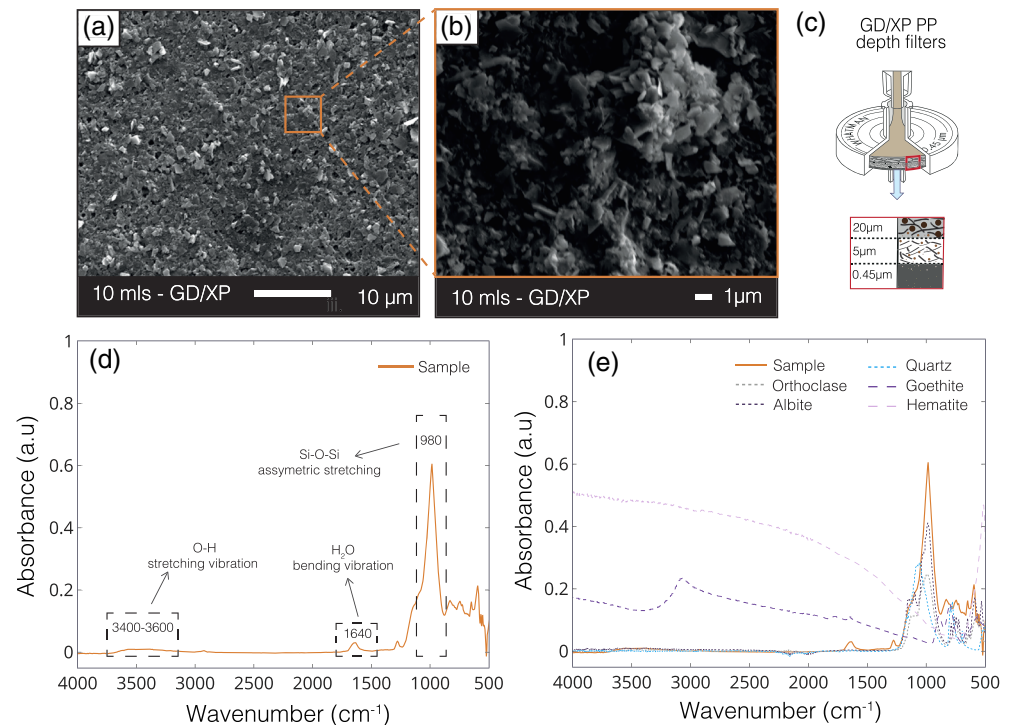 (a)
10 mls - GD/XP
10 µm
(b)
10 mls - GD/XP
1µm
(c)
GD/XP PP
depth filters
WHATMAN
0.45µm
20µm
5µm
0.45µm
(d)
Sample
980
Si-O-Si
assymetric stretching
O-H
stretching vibration
H₂O
bending vibration
3400-3600
1640
Absorbance (a.u)
1
0.8
0.6
0.4
0.2
0
4000 3500 3000 2500 2000 1500 1000 500
Wavenumber (cm⁻¹)
(e)
Sample
Orthoclase
Albite
Quartz
Goethite
Hematite
Absorbance (a.u)
1
0.8
0.6
0.4
0.2
0
4000 3500 3000 2500 2000 1500 1000 500
Wavenumber (cm⁻¹)